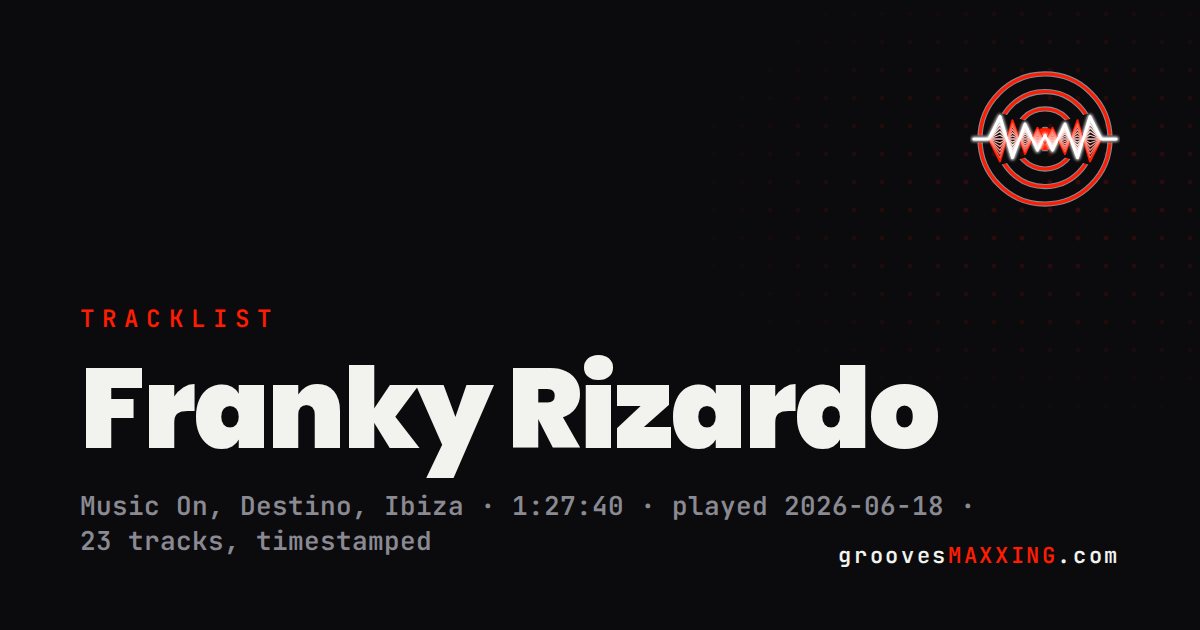 TRACKLIST
Franky Rizardo
Music On, Destino, Ibiza · 1:27:40 · played 2026-06-18 ·
23 tracks, timestamped
groovesMAXXING.com